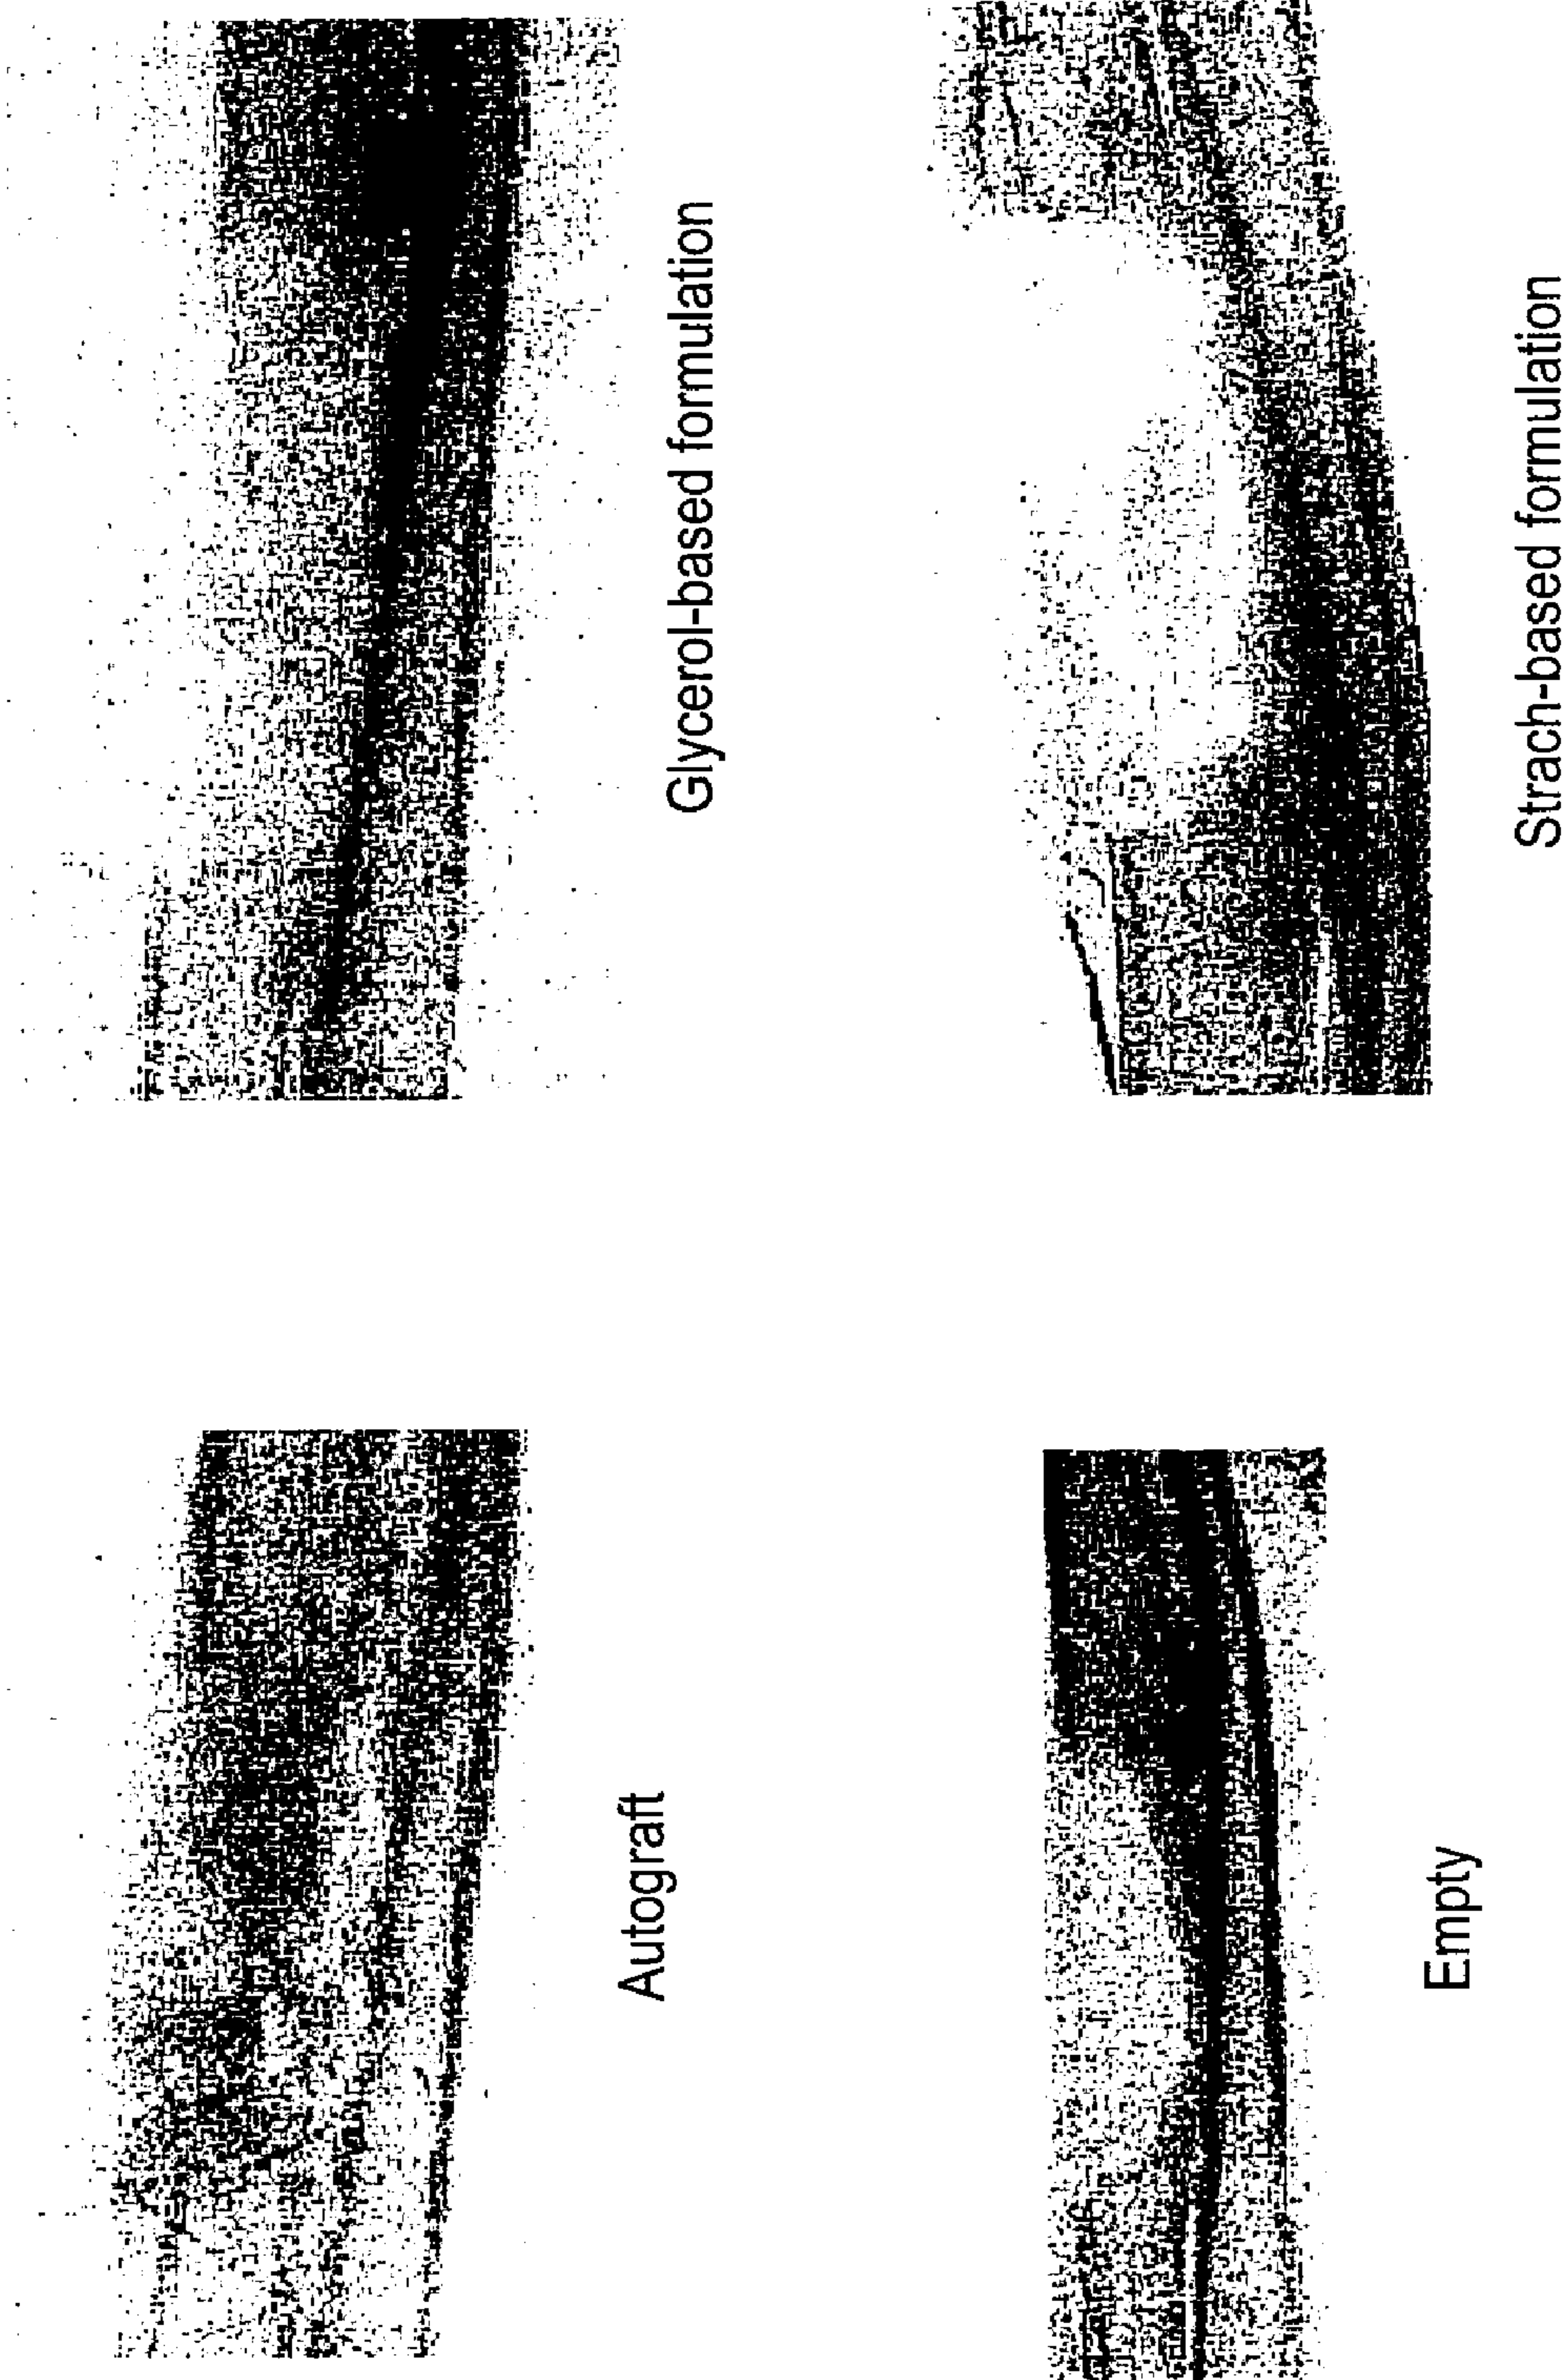 Autograft
Glycerol-based formulation
Empty
Strach-based formulation